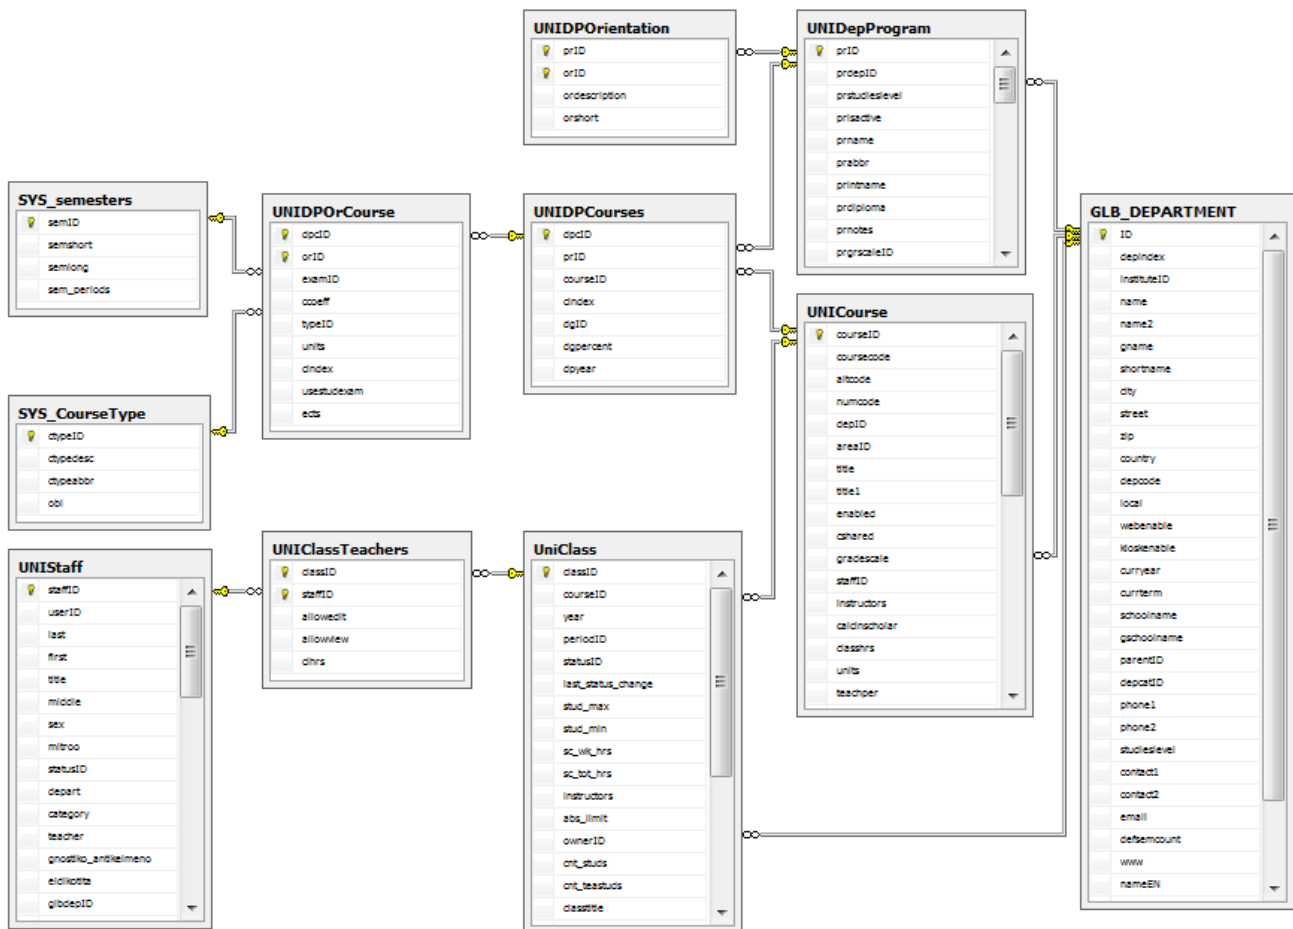 UNIDPOrientation
prID
orID
ordescription
orshort
UNIDepProgram
prID
prdepID
prstudieslevel
prisactive
prname
prabbr
printname
prdiploma
prnotes
prgrscaleID
SYS_semesters
semID
semshort
semlong
sem_periods
UNIDPOrCourse
dpcID
orID
examID
ccoeff
typeID
units
cindex
usestudexam
ects
UNIDPCourses
dpcID
prID
courseID
cindex
dgID
dgpercent
dpyear
GLB_DEPARTMENT
ID
depindex
instituteID
name
name2
gname
shortname
city
street
zip
country
depcode
local
webenable
kioskenable
curryear
currterm
schoolname
gschoolname
parentID
depcatID
phone1
phone2
studieslevel
contact1
contact2
email
defsemcount
www
nameEN
UNICourse
courseID
coursecode
altcode
numcode
depID
areaID
title
title1
enabled
cshared
gradescale
staffID
instructors
calcinscholar
classhrs
units
teachper
SYS_CourseType
ctypeID
ctypedesc
ctypeabbr
obl
UNIStaff
staffID
userID
last
first
title
middle
sex
mitroo
statusID
depart
category
teacher
gnostiko_antikeimeno
eidikotita
glbdepID
UNIClassTeachers
classID
staffID
allowedit
allowview
clhrs
UniClass
classID
courseID
year
periodID
statusID
last_status_change
stud_max
stud_min
sc_wk_hrs
sc_tot_hrs
instructors
abs_limit
ownerID
cnt_studs
cnt_teastuds
classtitle